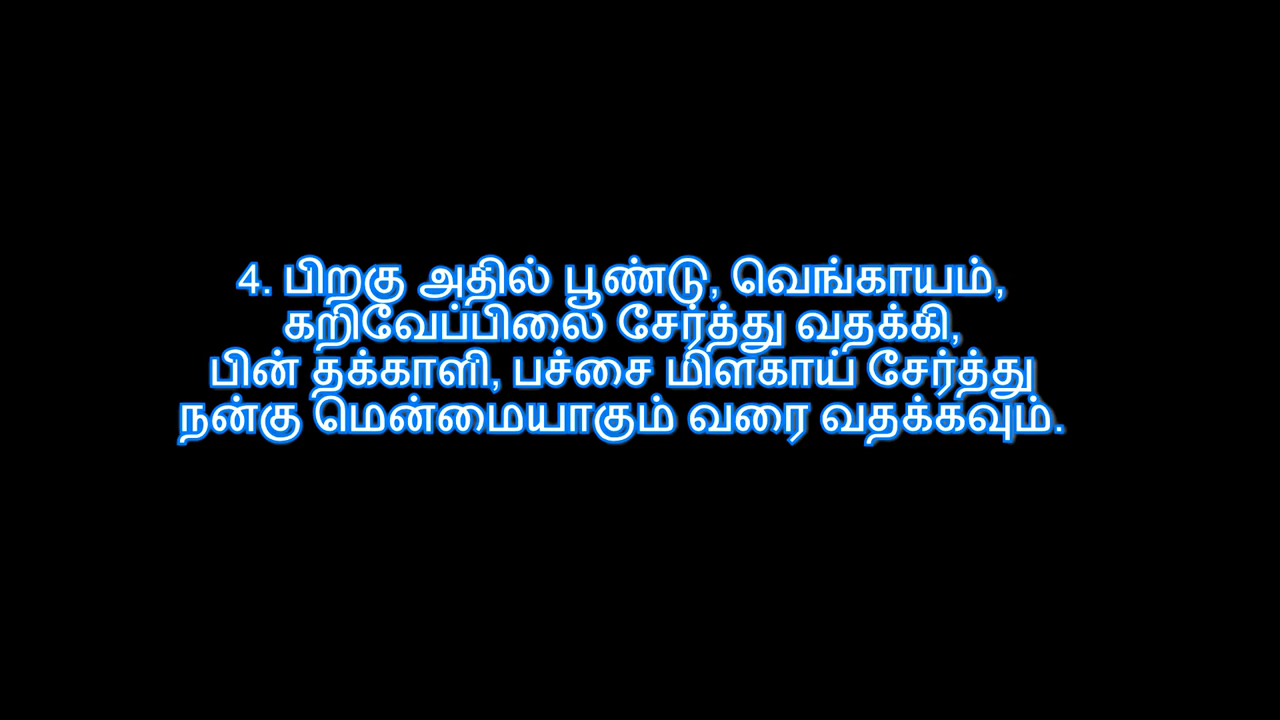 4. பிறகு அதில் பூண்டு, வெங்காயம்,
கறிவேப்பிலை சேர்த்து வதக்கி,
பின் தக்காளி, பச்சை மிளகாய் சேர்த்து
நன்கு மென்மையாகும் வரை வதக்கவும்.